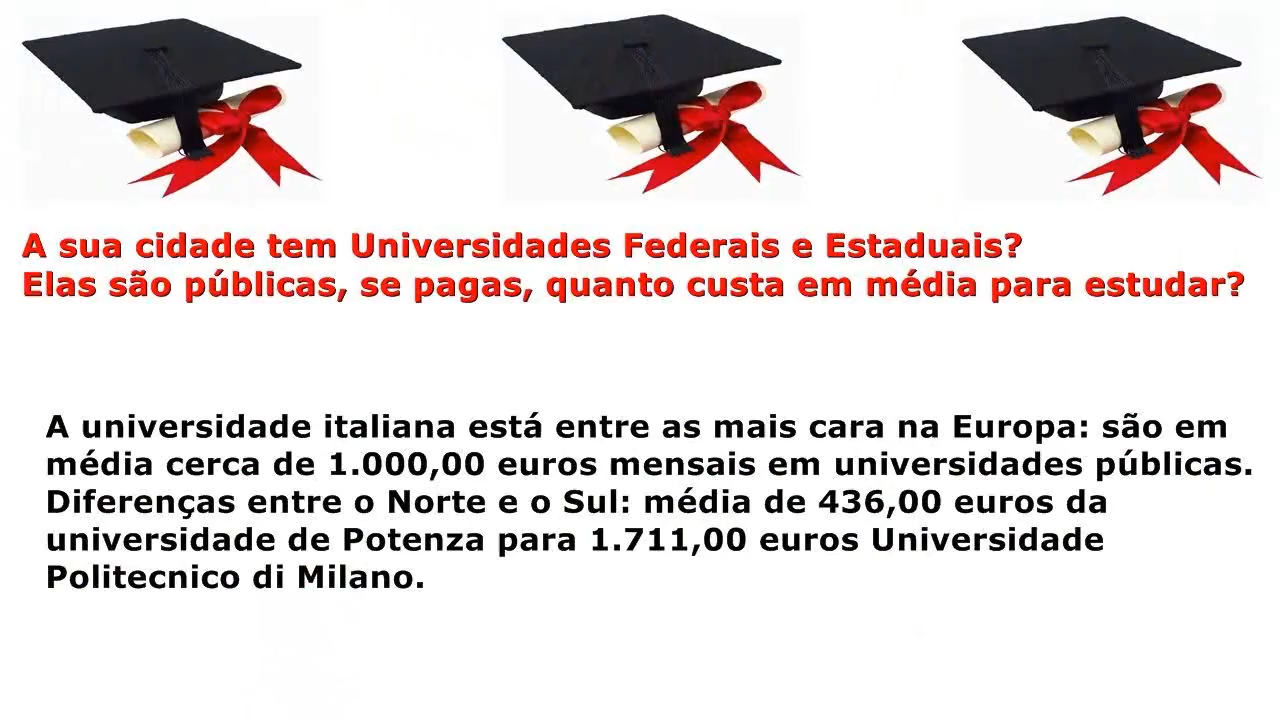 A sua cidade tem Universidades Federais e Estaduais?
Elas são públicas, se pagas, quanto custa em média para estudar?
A universidade italiana está entre as mais cara na Europa: são em
média cerca de 1.000,00 euros mensais em universidades públicas.
Diferenças entre o Norte e o Sul: média de 436,00 euros da
universidade de Potenza para 1.711,00 euros Universidade
Politecnico di Milano.